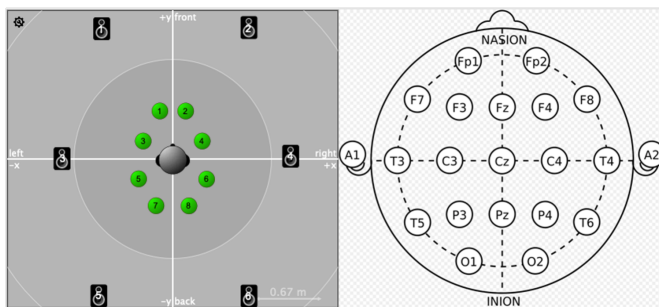 +y front
1 2
1 2
3 4
left right
3 4
-x +x
5 6
7 8
5 6
0.67 m
-y back
NASION
Fp1 Fp2
F7 F3 Fz F4 F8
A1 T3 C3 Cz C4 T4 A2
T5 P3 Pz P4 T6
O1 O2
INION